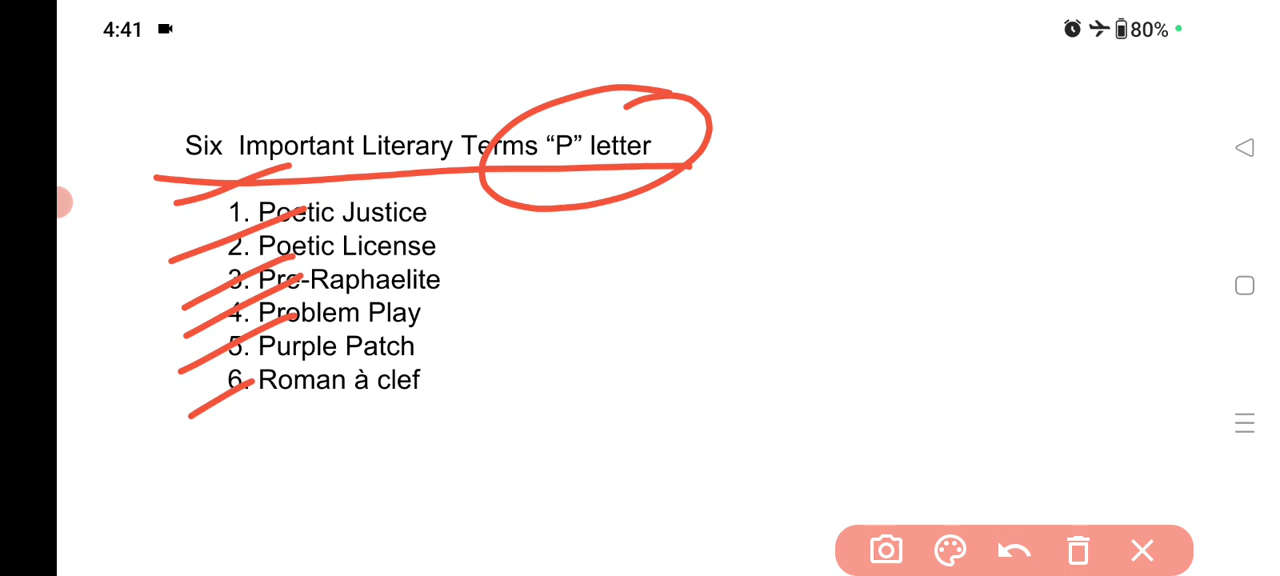 4:41 80%
Six Important Literary Terms “P” letter
1. Poetic Justice
2. Poetic License
3. Pre-Raphaelite
4. Problem Play
5. Purple Patch
6. Roman à clef